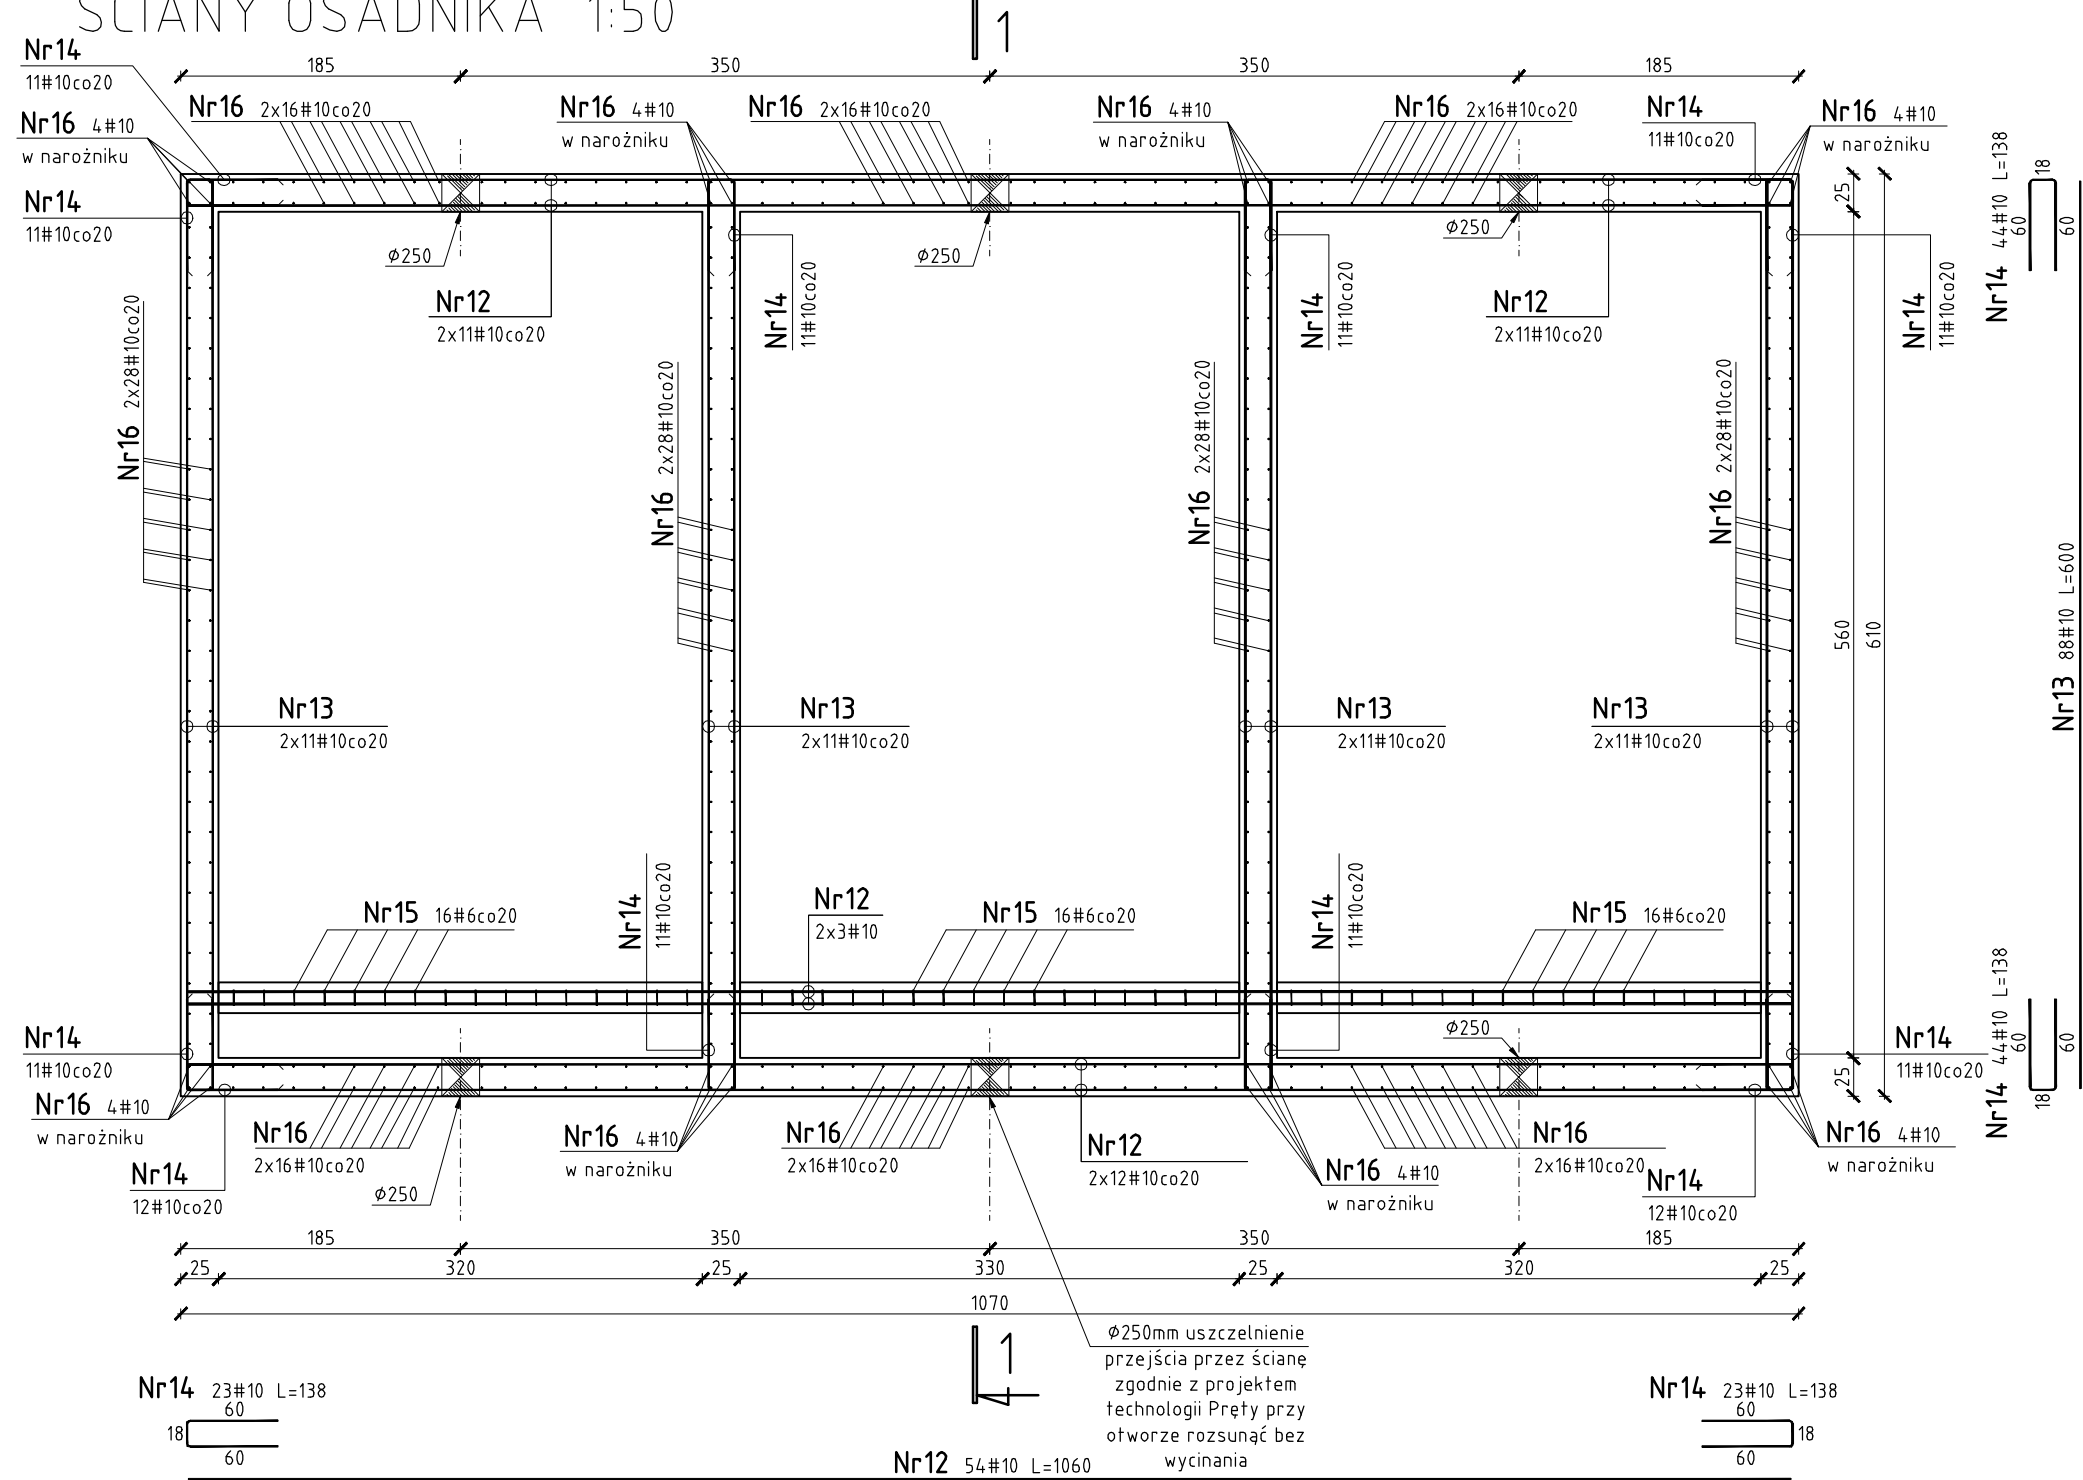 ŚCIANY OSADNIKA 1:50
1
Nr14
11#10co20
185
350
350
185
Nr16 4#10
w narożniku
Nr16 2x16#10co20
Nr16 4#10
w narożniku
Nr16 2x16#10co20
Nr16 4#10
w narożniku
Nr16 2x16#10co20
Nr14
11#10co20
Nr16 4#10
w narożniku
Nr14
11#10co20
Ø250
Ø250
Ø250
25
Nr12
2x11#10co20
Nr14
11#10co20
Nr14
11#10co20
Nr12
2x11#10co20
Nr14
11#10co20
Nr14 44#10 L=138
18
60
60
Nr16 2x28#10co20
Nr16 2x28#10co20
Nr16 2x28#10co20
Nr16 2x28#10co20
560
610
Nr13 88#10 L=600
Nr13
2x11#10co20
Nr13
2x11#10co20
Nr13
2x11#10co20
Nr13
2x11#10co20
Nr15 16#6co20
Nr14
11#10co20
Nr12
2x3#10
Nr15 16#6co20
Nr14
11#10co20
Nr15 16#6co20
Nr14
11#10co20
Ø250
25
Nr14
11#10co20
Nr14 44#10 L=138
60
60
18
Nr16 4#10
w narożniku
Nr16
2x16#10co20
Nr14
12#10co20
Ø250
Nr16 4#10
w narożniku
Nr16
2x16#10co20
Nr12
2x12#10co20
Nr16 4#10
w narożniku
Nr16
2x16#10co20
Nr14
12#10co20
Nr16 4#10
w narożniku
185
350
350
185
25
320
25
330
25
320
25
1070
1
Ø250mm uszczelnienie
przejścia przez ścianę
zgodnie z projektem
technologii Pręty przy
otworze rozsunąć bez
wycinania
Nr14 23#10 L=138
60
18
60
Nr14 23#10 L=138
60
18
60
Nr12 54#10 L=1060